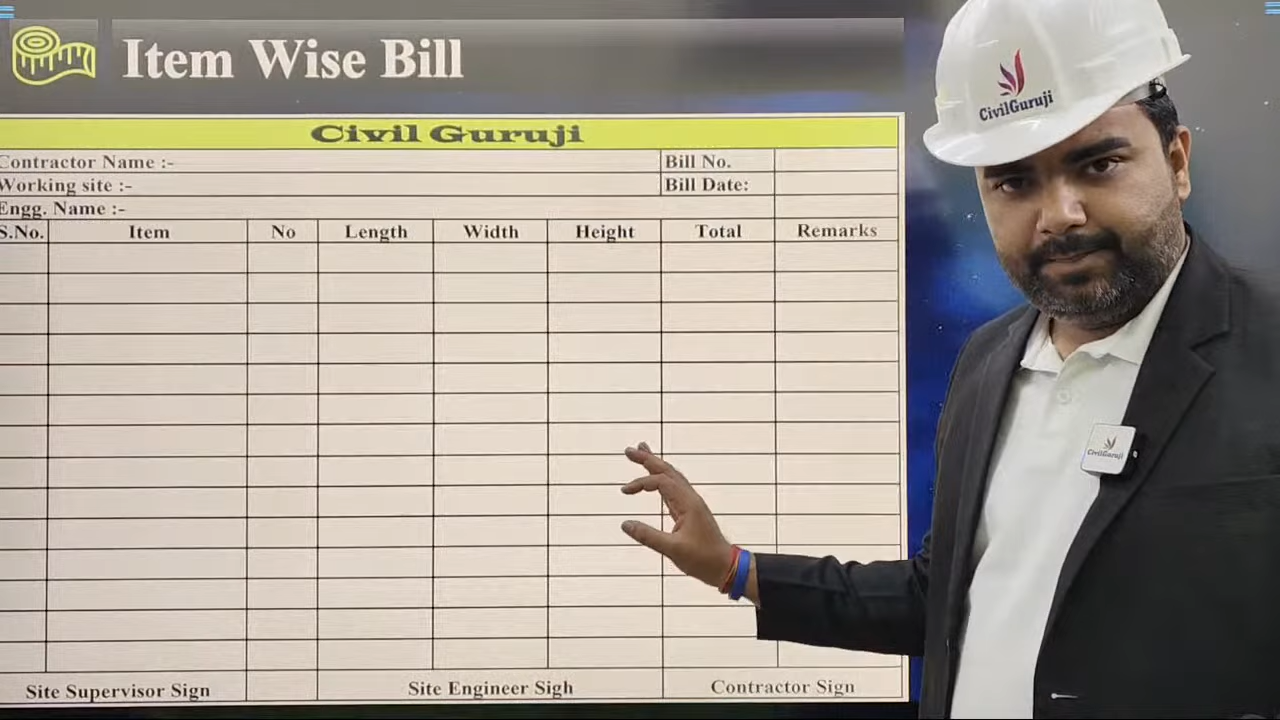 Item Wise Bill
Civil Guruji
Contractor Name :-
Bill No.
Working site :-
Bill Date:
Engg. Name :-
S.No. Item No Length Width Height Total Remarks
Site Supervisor Sign Site Engineer Sigh Contractor Sign
CivilGuruji
CivilGuruji